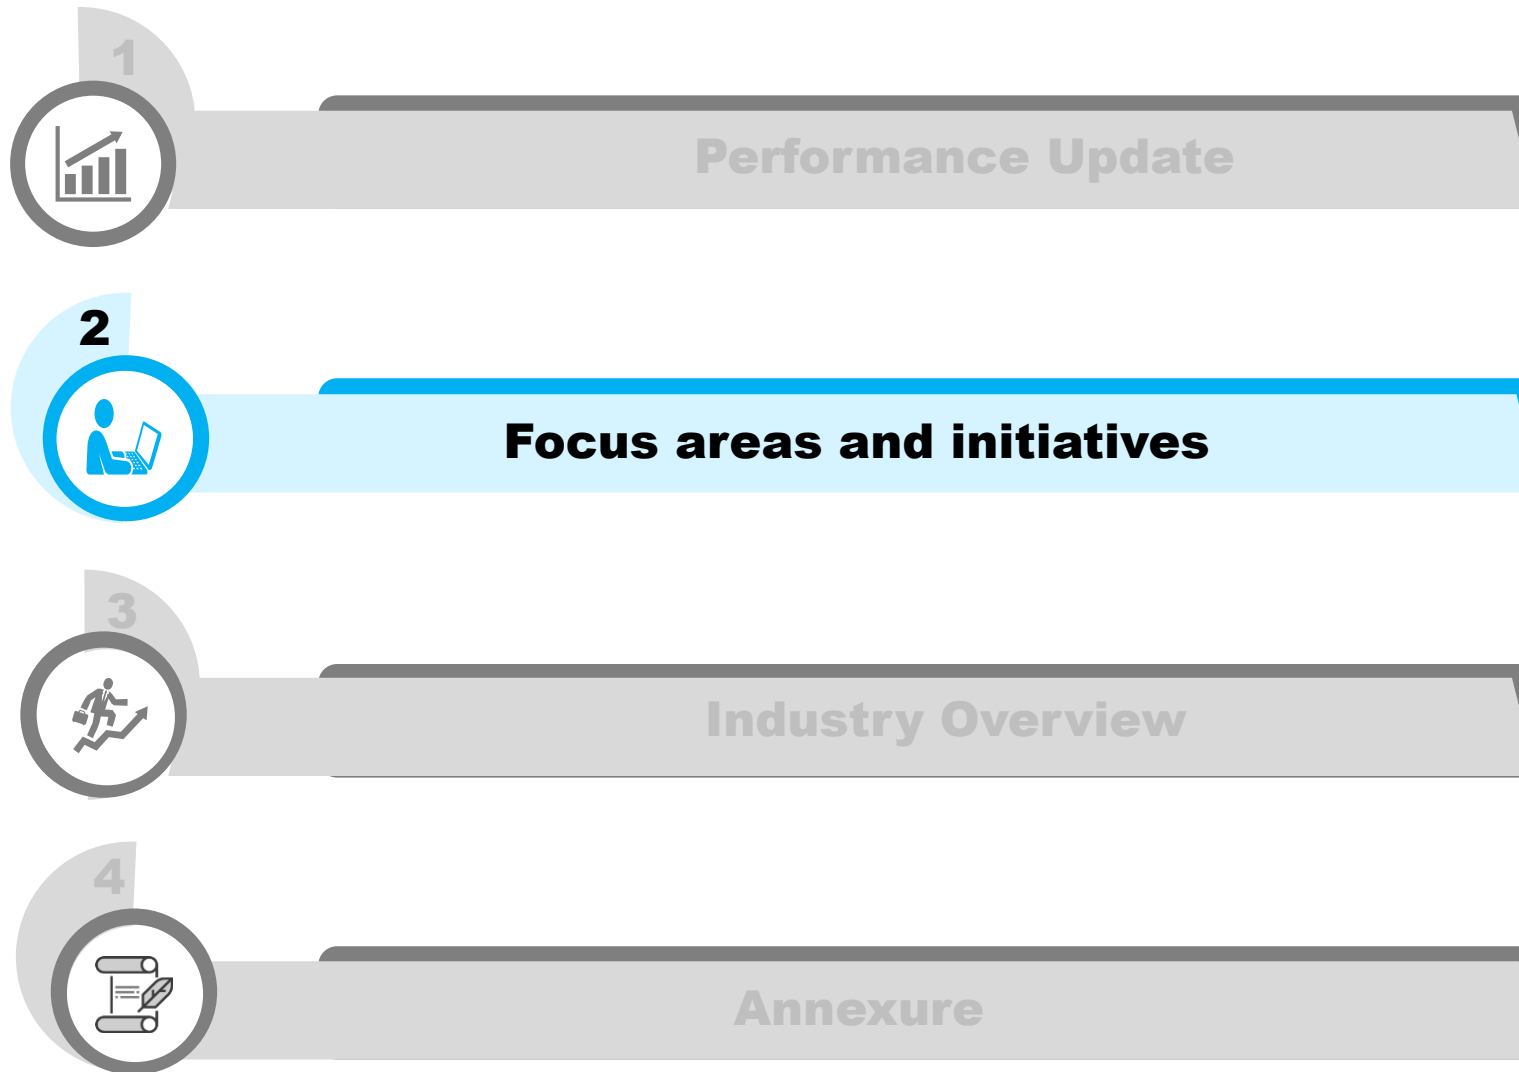 1
Performance Update
2
Focus areas and initiatives
3
Industry Overview
4
Annexure